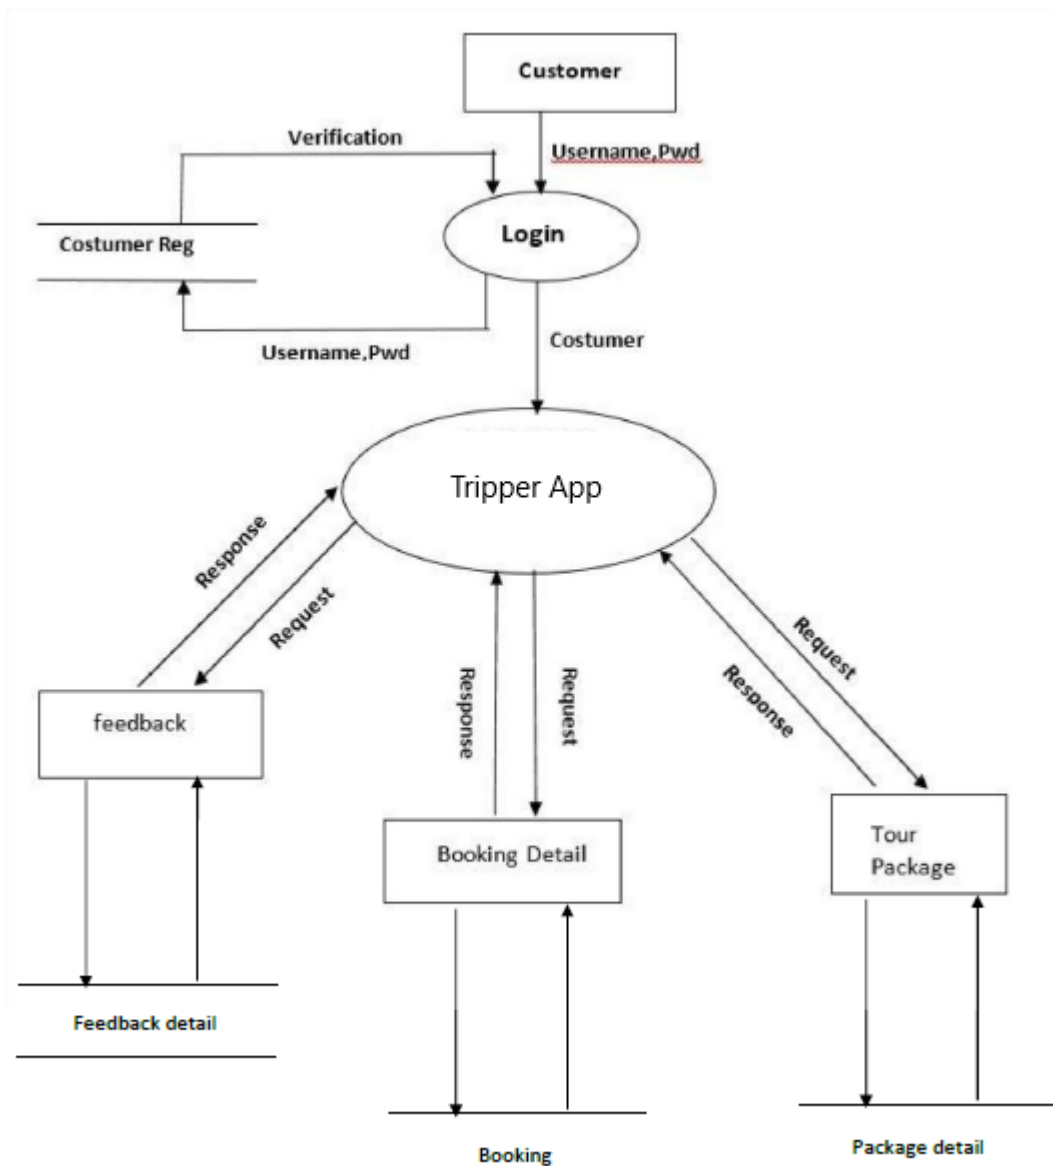 Customer
Verification
Username,Pwd
Login
Costumer Reg
Username,Pwd
Costumer
Tripper App
Response
Request
Response
Request
Request
Response
feedback
Booking Detail
Tour
Package
Feedback detail
Booking
Package detail